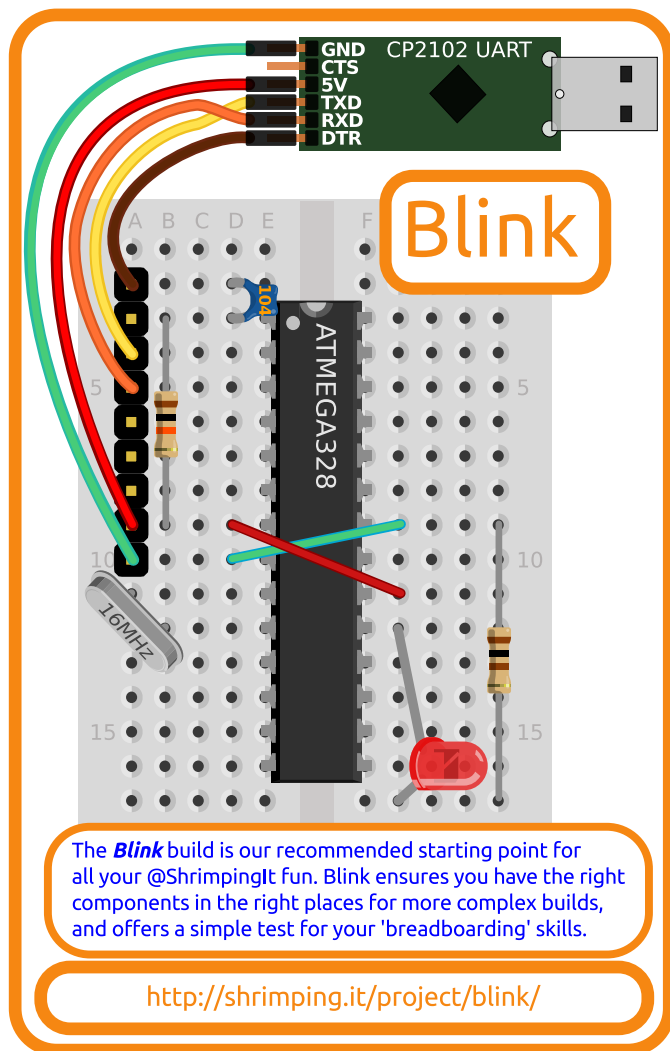 GND CP2102 UART
CTS
5V
TXD
RXD
DTR
Blink
A B C D E F
104
ATMEGA328
5 5
10 10
16MHz
15 15
The Blink build is our recommended starting point for
all your @ShrimpingIt fun. Blink ensures you have the right
components in the right places for more complex builds,
and offers a simple test for your 'breadboarding' skills.
http://shrimping.it/project/blink/